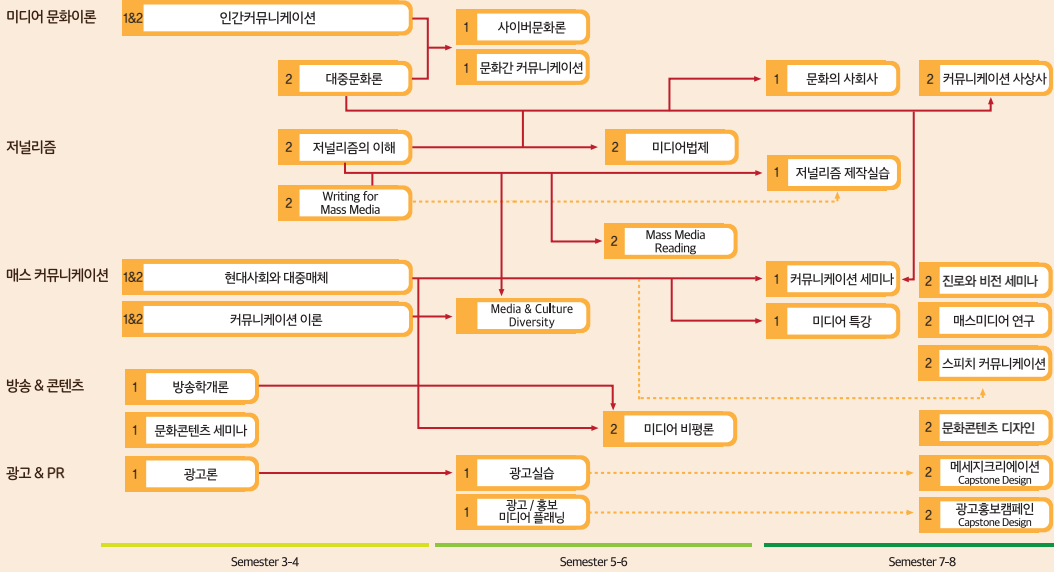 미디어 문화이론
1&2 인간커뮤니케이션
1 사이버문화론
1 문화간 커뮤니케이션
2 대중문화론
1 문화의 사회사
2 커뮤니케이션 사상사
저널리즘
2 저널리즘의 이해
2 미디어법제
1 저널리즘 제작실습
2 Writing for
Mass Media
2 Mass Media
Reading
매스 커뮤니케이션
1&2 현대사회와 대중매체
1 커뮤니케이션 세미나
2 진로와 비전 세미나
1&2 커뮤니케이션 이론
Media & Culture
Diversity
1 미디어 특강
2 매스미디어 연구
2 스피치 커뮤니케이션
방송 & 콘텐츠
1 방송학개론
1 문화콘텐츠 세미나
2 미디어 비평론
2 문화콘텐츠 디자인
광고 & PR
1 광고론
1 광고실습
2 메세지크리에이션
Capstone Design
1 광고 / 홍보
미디어 플래닝
2 광고홍보캠페인
Capstone Design
Semester 3-4
Semester 5-6
Semester 7-8